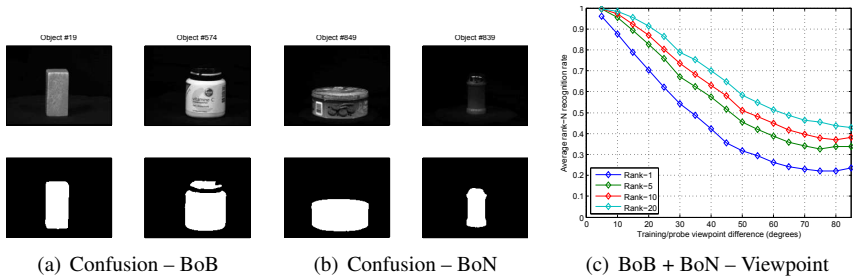 Object #19
Object #574
Object #849
Object #839
1
0.9
0.8
0.7
0.6
0.5
0.4
0.3
0.2
0.1
0
Average rank−N recognition rate
Rank−1
Rank−5
Rank−10
Rank−20
0 10 20 30 40 50 60 70 80
Training/probe viewpoint difference (degrees)
(a) Confusion – BoB
(b) Confusion – BoN
(c) BoB + BoN – Viewpoint